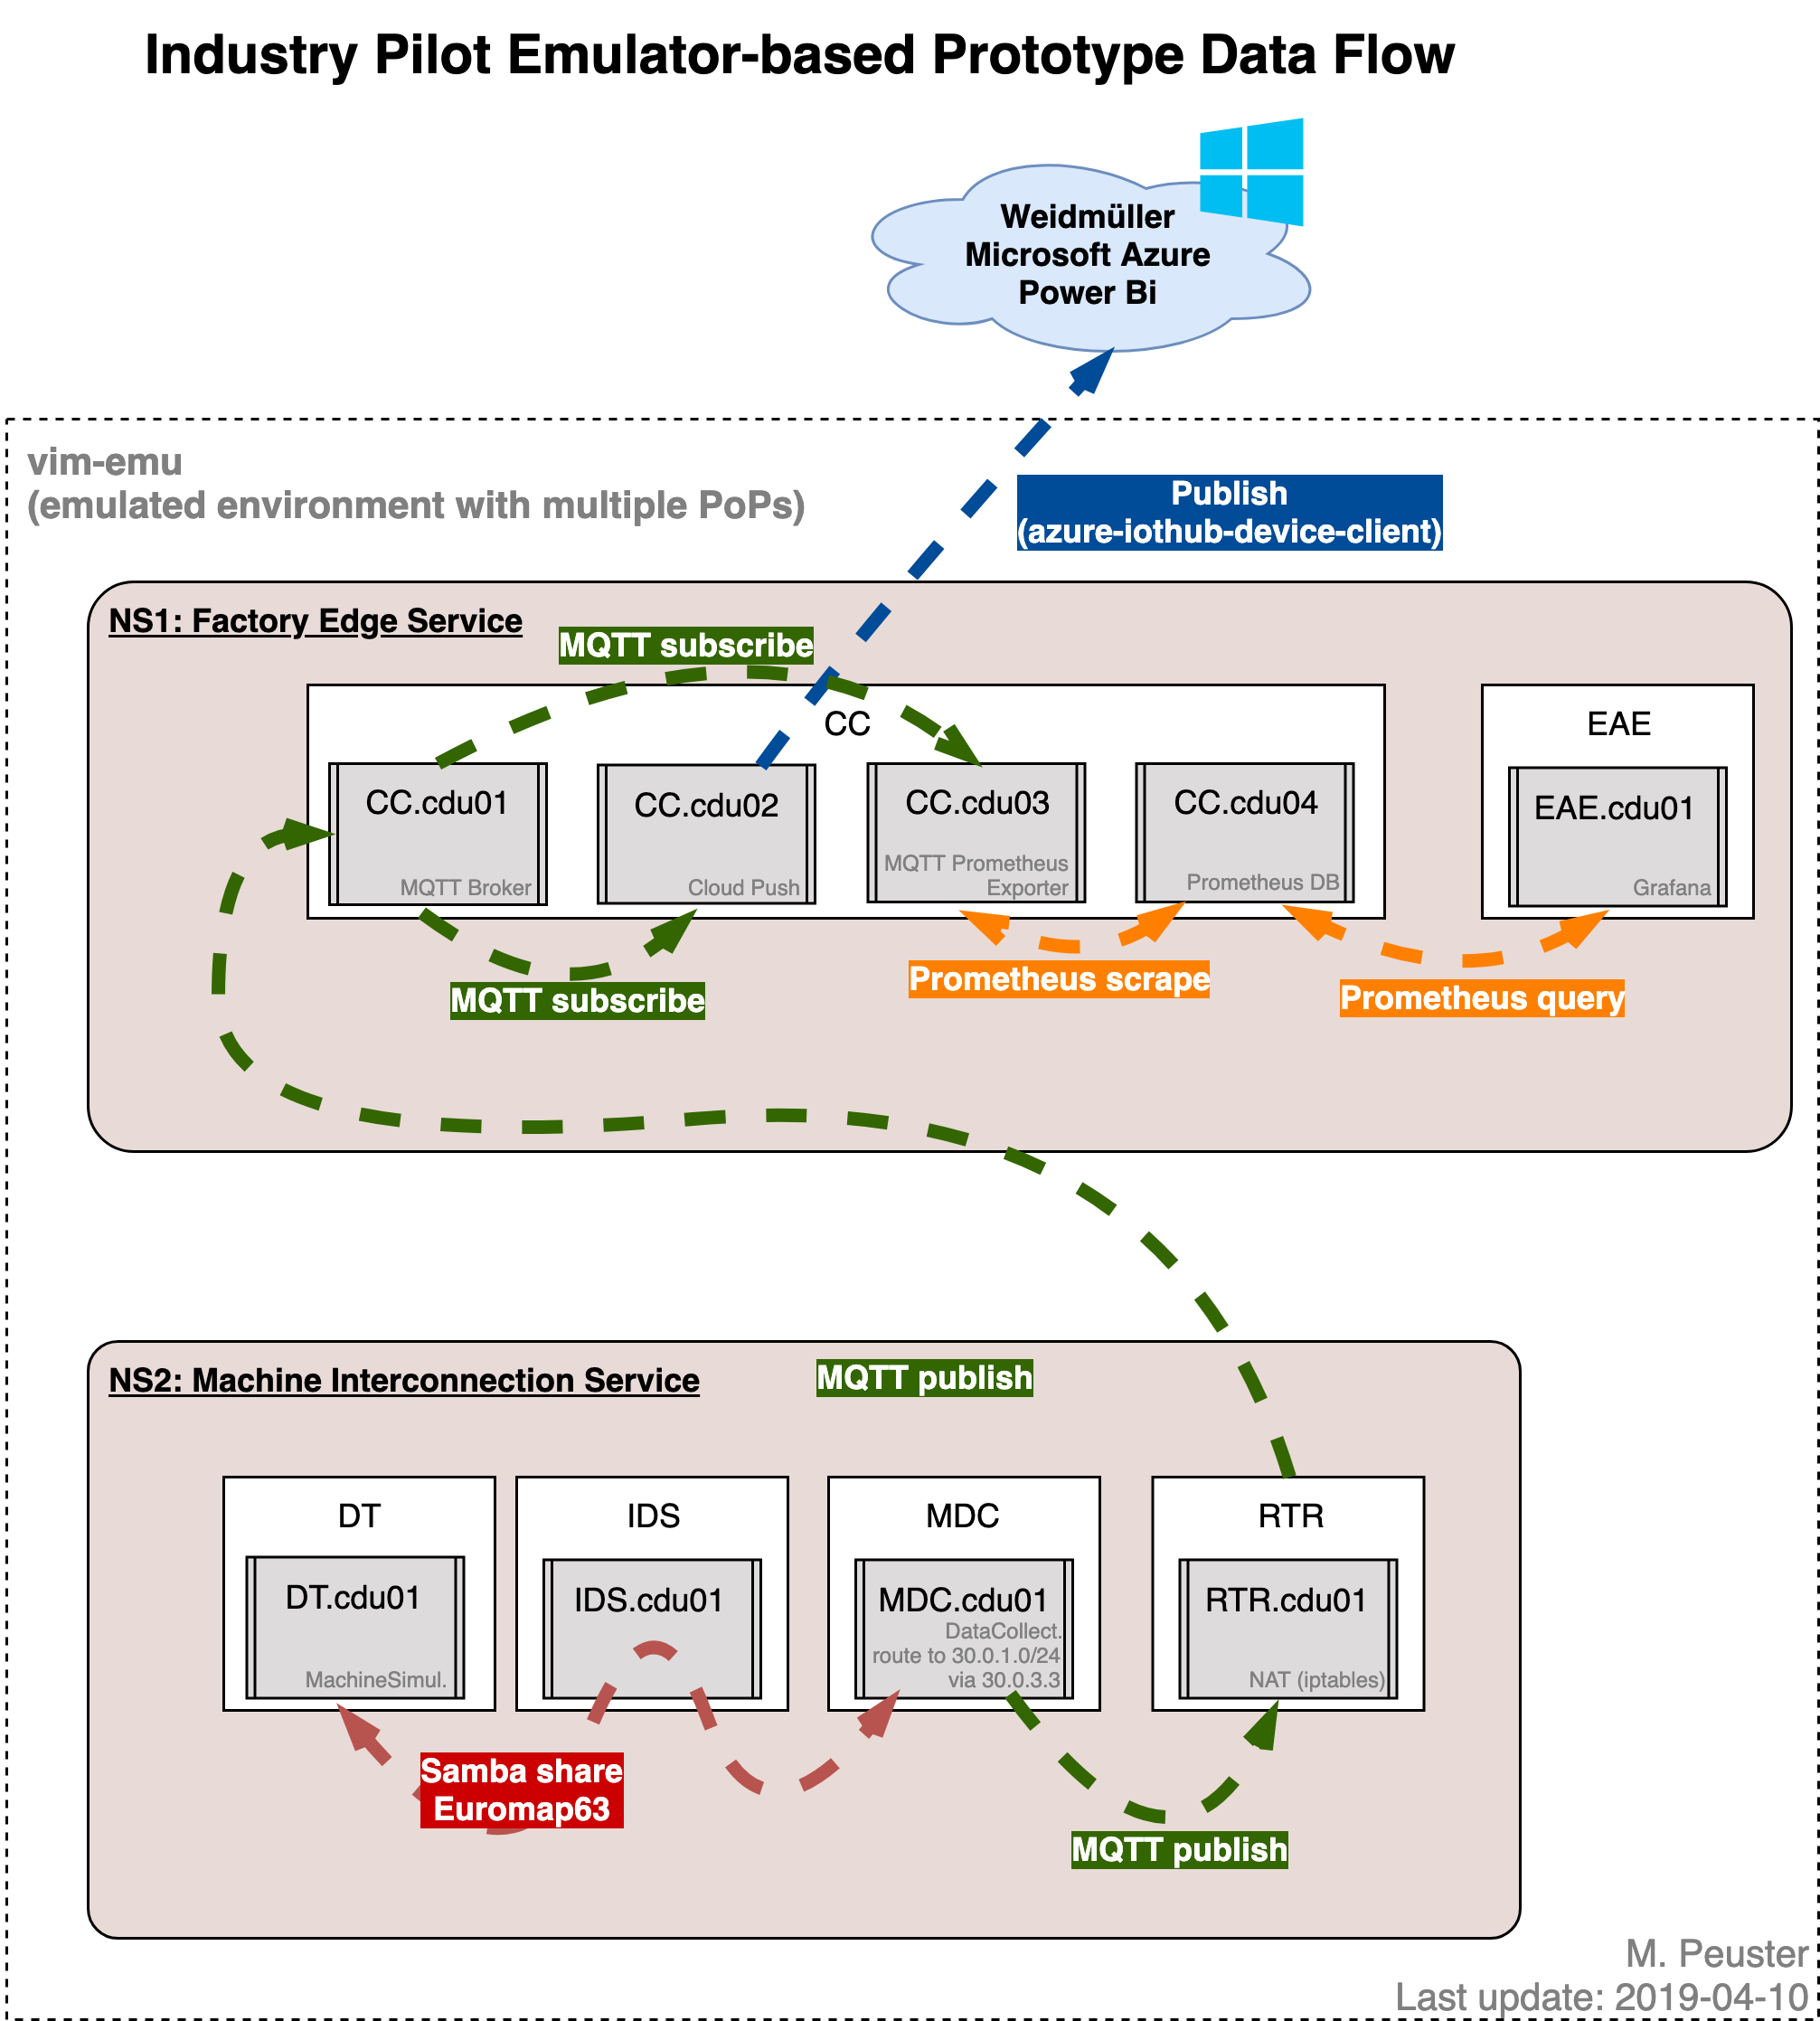 Industry Pilot Emulator-based Prototype Data Flow
Weidmüller
Microsoft Azure
Power Bi
vim-emu
(emulated environment with multiple PoPs)
Publish
(azure-iothub-device-client)
NS1: Factory Edge Service
MQTT subscribe
CC
EAE
CC.cdu01
MQTT Broker
CC.cdu02
Cloud Push
CC.cdu03
MQTT Prometheus
Exporter
CC.cdu04
Prometheus DB
EAE.cdu01
Grafana
MQTT subscribe
Prometheus scrape
Prometheus query
NS2: Machine Interconnection Service
MQTT publish
DT
IDS
MDC
RTR
DT.cdu01
MachineSimul.
IDS.cdu01
MDC.cdu01
DataCollect.
route to 30.0.1.0/24
via 30.0.3.3
RTR.cdu01
NAT (iptables)
Samba share
Euromap63
MQTT publish
M. Peuster
Last update: 2019-04-10